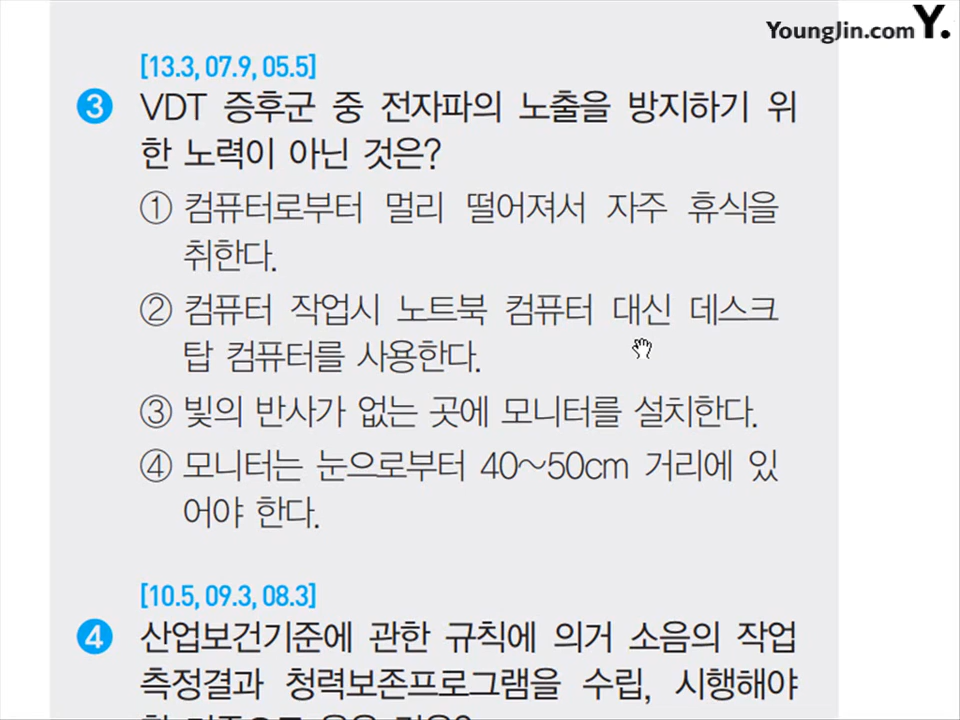 YoungJin.com Y.
[13.3, 07.9, 05.5]
3 VDT 증후군 중 전자파의 노출을 방지하기 위
한 노력이 아닌 것은?
① 컴퓨터로부터 멀리 떨어져서 자주 휴식을
취한다.
② 컴퓨터 작업시 노트북 컴퓨터 대신 데스크
탑 컴퓨터를 사용한다.
③ 빛의 반사가 없는 곳에 모니터를 설치한다.
④ 모니터는 눈으로부터 40~50cm 거리에 있
어야 한다.
[10.5, 09.3, 08.3]
4 산업보건기준에 관한 규칙에 의거 소음의 작업
측정결과 청력보존프로그램을 수립, 시행해야